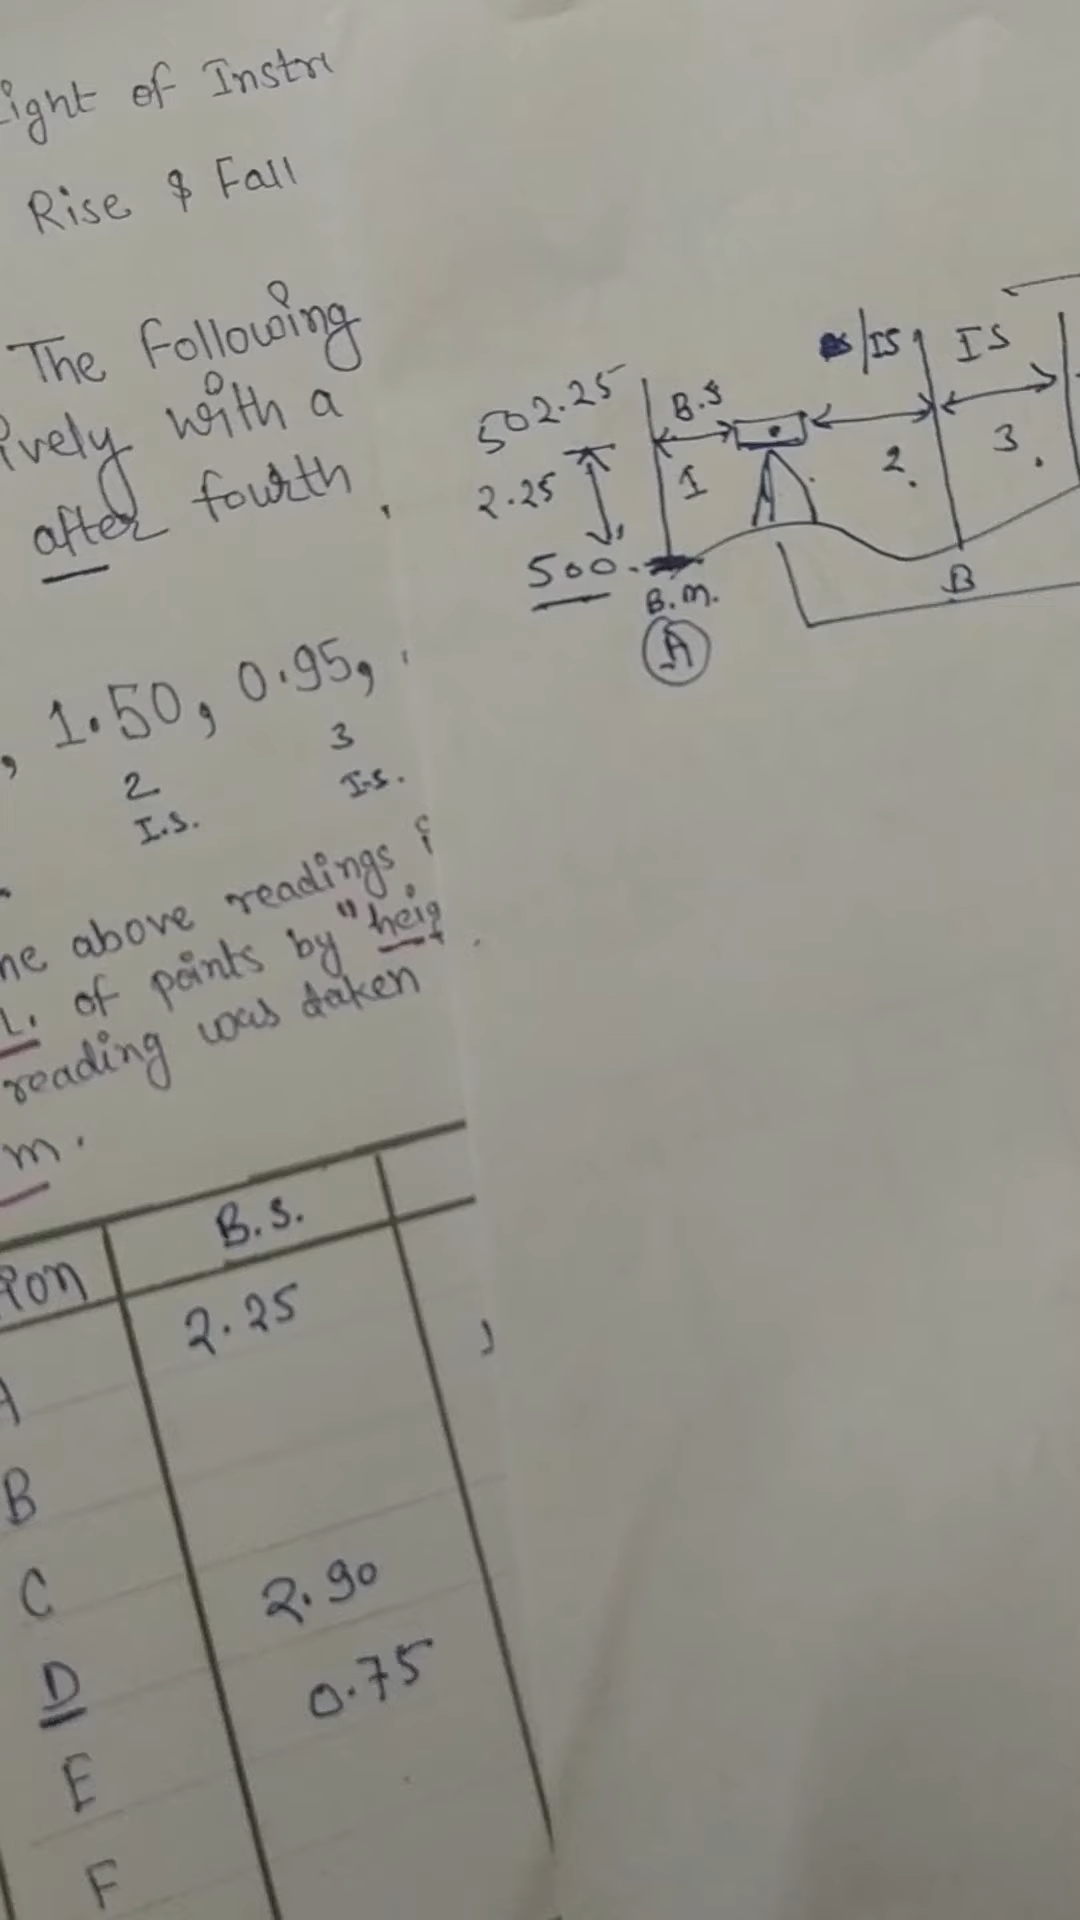 ight of Instru
Rise & Fall
The following
ively with a
after fourth
, 1.50, 0.95,
2 3
I.s. I.s.
ne above readings i
L. of points by "heig
reading was taken
m.
ion B.S.
A 2.25
B
C
D 2.90
E 0.75
F
502.25
2.25
500.
B.M.
A
B.S
1
IS
2.
IS
3.
B